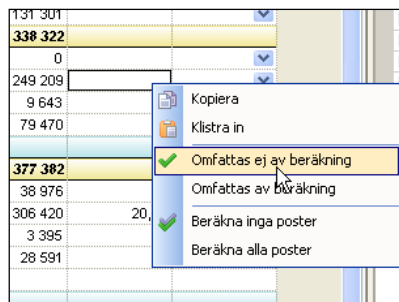 131 301
338 322
0
249 209
9 643
79 470
377 382
38 976
306 420 20,
3 395
28 591
Kopiera
Klistra in
Omfattas ej av beräkning
Omfattas av beräkning
Beräkna inga poster
Beräkna alla poster